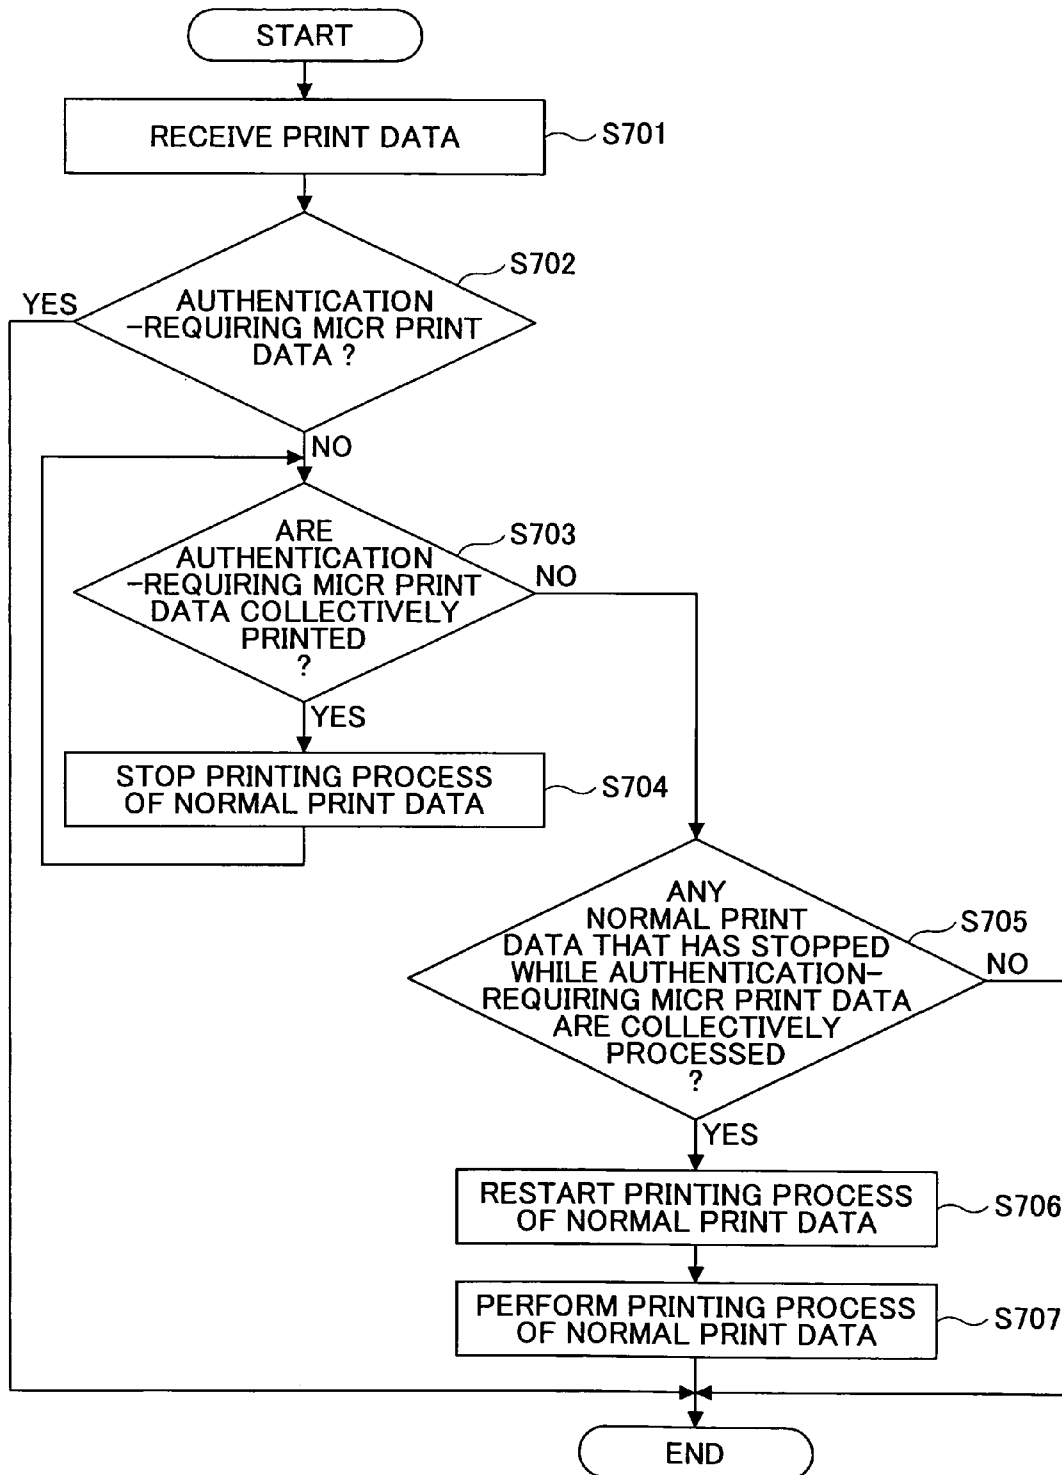 START
RECEIVE PRINT DATA
S701
S702
YES
AUTHENTICATION
-REQUIRING MICR PRINT
DATA ?
NO
S703
ARE
AUTHENTICATION
-REQUIRING MICR PRINT
DATA COLLECTIVELY
PRINTED
?
NO
YES
STOP PRINTING PROCESS
OF NORMAL PRINT DATA
S704
ANY
NORMAL PRINT
DATA THAT HAS STOPPED
WHILE AUTHENTICATION-
REQUIRING MICR PRINT DATA
ARE COLLECTIVELY
PROCESSED
?
S705
NO
YES
RESTART PRINTING PROCESS
OF NORMAL PRINT DATA
S706
PERFORM PRINTING PROCESS
OF NORMAL PRINT DATA
S707
END